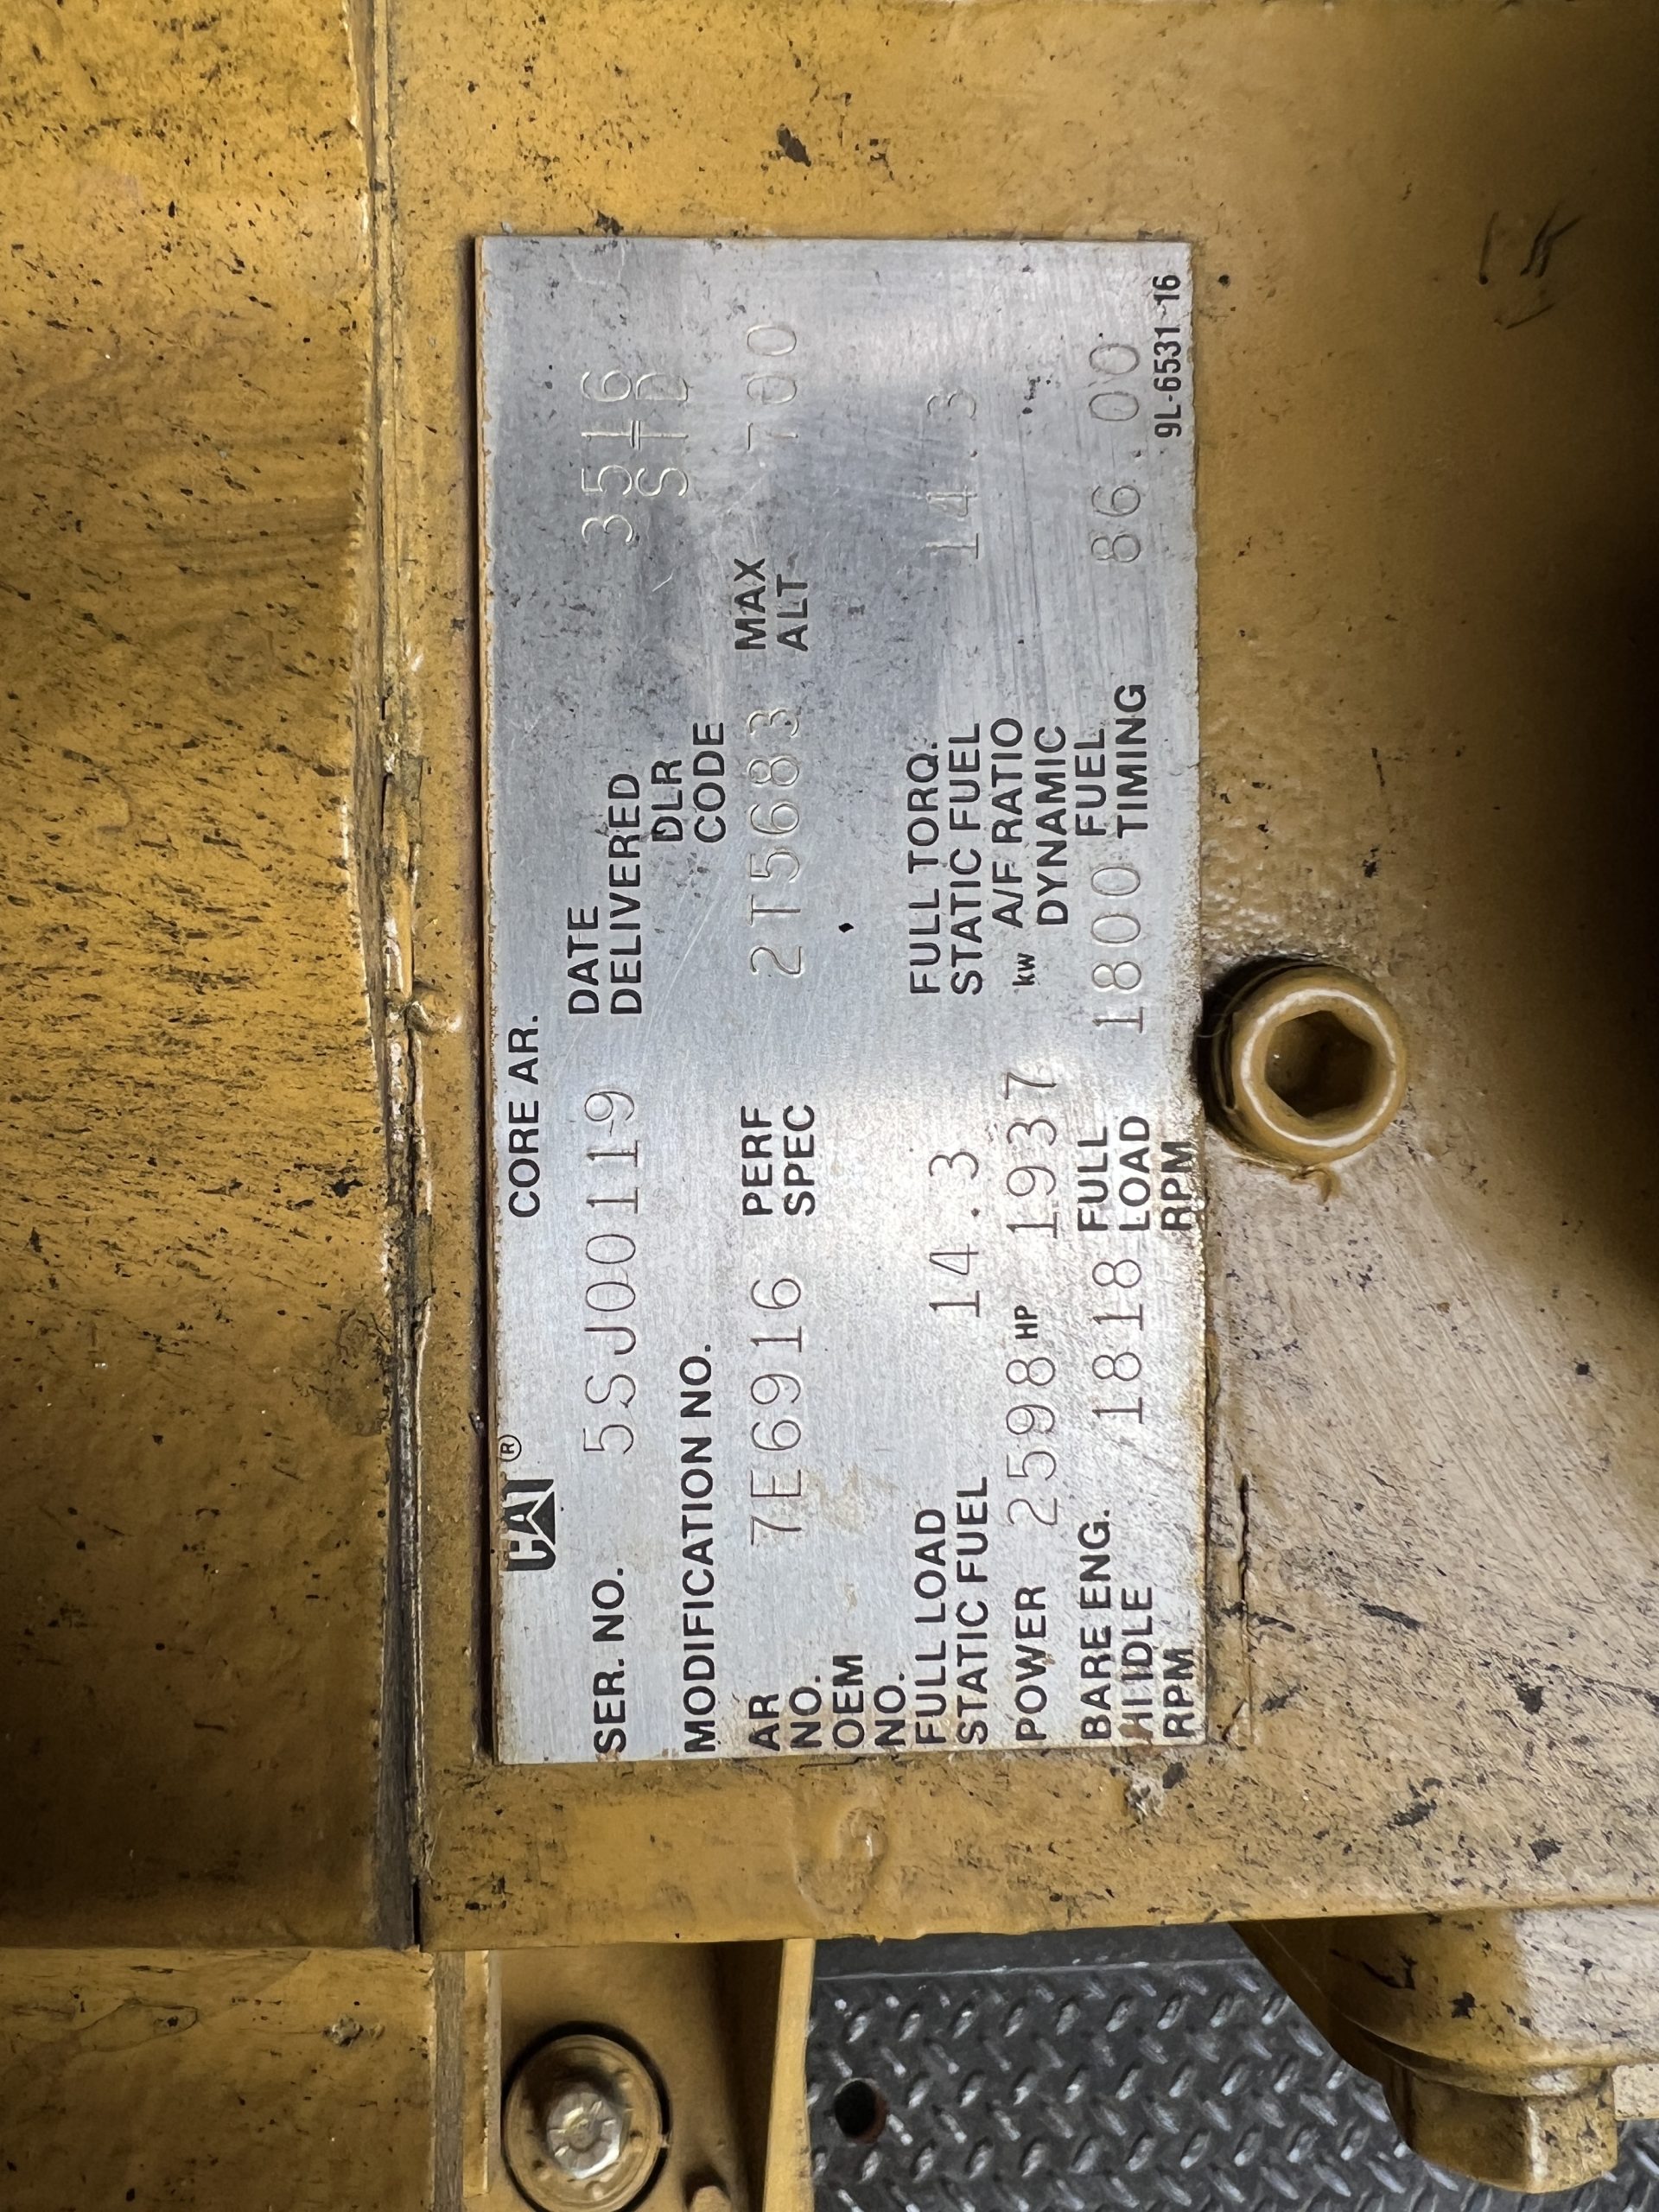 CAT® CORE AR.
SER. NO. 5SJ00119 DATE DELIVERED 3516
DLR CODE STD
MODIFICATION NO.
AR NO. 7E6916 PERF SPEC 2T5683 MAX ALT 700
OEM NO.
FULL LOAD STATIC FUEL 14.3 FULL TORQ. STATIC FUEL 14.3
POWER 2598 HP 1937 kw A/F RATIO DYNAMIC
BARE ENG. HI IDLE RPM 1818 FULL LOAD RPM 1800 FUEL TIMING 86.00
9L-6531-16